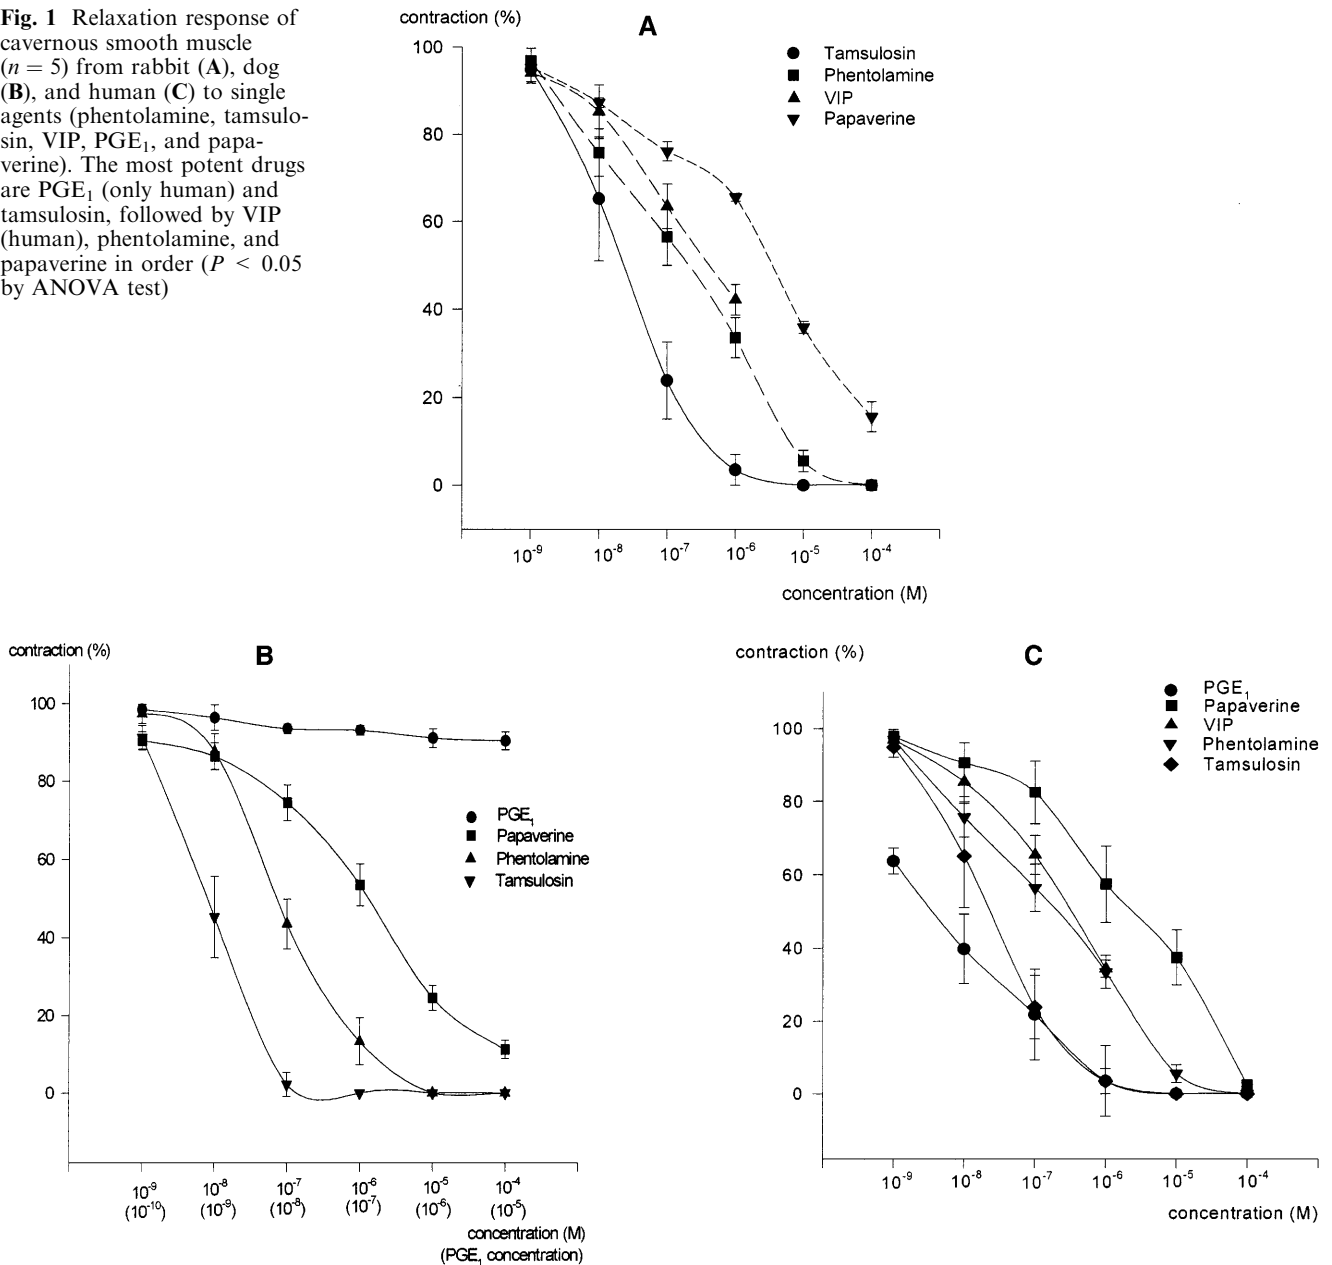 Fig. 1 Relaxation response of
cavernous smooth muscle
(n = 5) from rabbit (A), dog
(B), and human (C) to single
agents (phentolamine, tamsulo-
sin, VIP, PGE₁, and papa-
verine). The most potent drugs
are PGE₁ (only human) and
tamsulosin, followed by VIP
(human), phentolamine, and
papaverine in order (P < 0.05
by ANOVA test)
contraction (%)
A
Tamsulosin
Phentolamine
VIP
Papaverine
100
80
60
40
20
0
10⁻⁹ 10⁻⁸ 10⁻⁷ 10⁻⁶ 10⁻⁵ 10⁻⁴
concentration (M)
contraction (%)
B
100
80
60
40
20
0
PGE₁
Papaverine
Phentolamine
Tamsulosin
10⁻⁹ 10⁻⁸ 10⁻⁷ 10⁻⁶ 10⁻⁵ 10⁻⁴
(10⁻¹⁰) (10⁻⁹) (10⁻⁸) (10⁻⁷) (10⁻⁶) (10⁻⁵)
concentration (M)
(PGE₁ concentration)
contraction (%)
C
PGE₁
Papaverine
VIP
Phentolamine
Tamsulosin
100
80
60
40
20
0
10⁻⁹ 10⁻⁸ 10⁻⁷ 10⁻⁶ 10⁻⁵ 10⁻⁴
concentration (M)